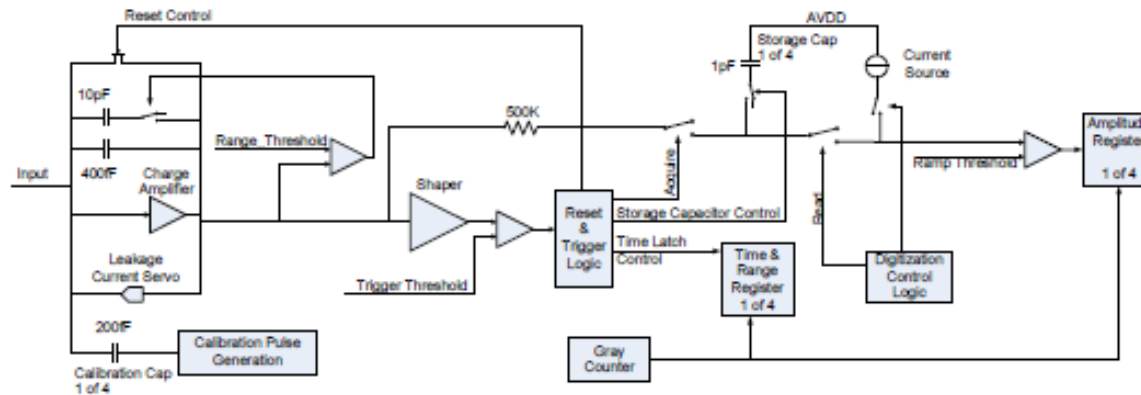 Reset Control
AVDD
Storage Cap
1 of 4
1pF
Current
Source
10pF
500K
Range_Threshold
400fF
Input
Charge
Amplifier
Shaper
Acquire
Reset
&
Trigger
Logic
Storage Capacitor Control
Time Latch
Control
Trigger Threshold
Leakage
Current Servo
Time &
Range
Register
1 of 4
Read
Digitization
Control
Logic
Ramp Threshold
Amplitud
Register
1 of 4
200fF
Calibration Cap
1 of 4
Calibration Pulse
Generation
Gray
Counter